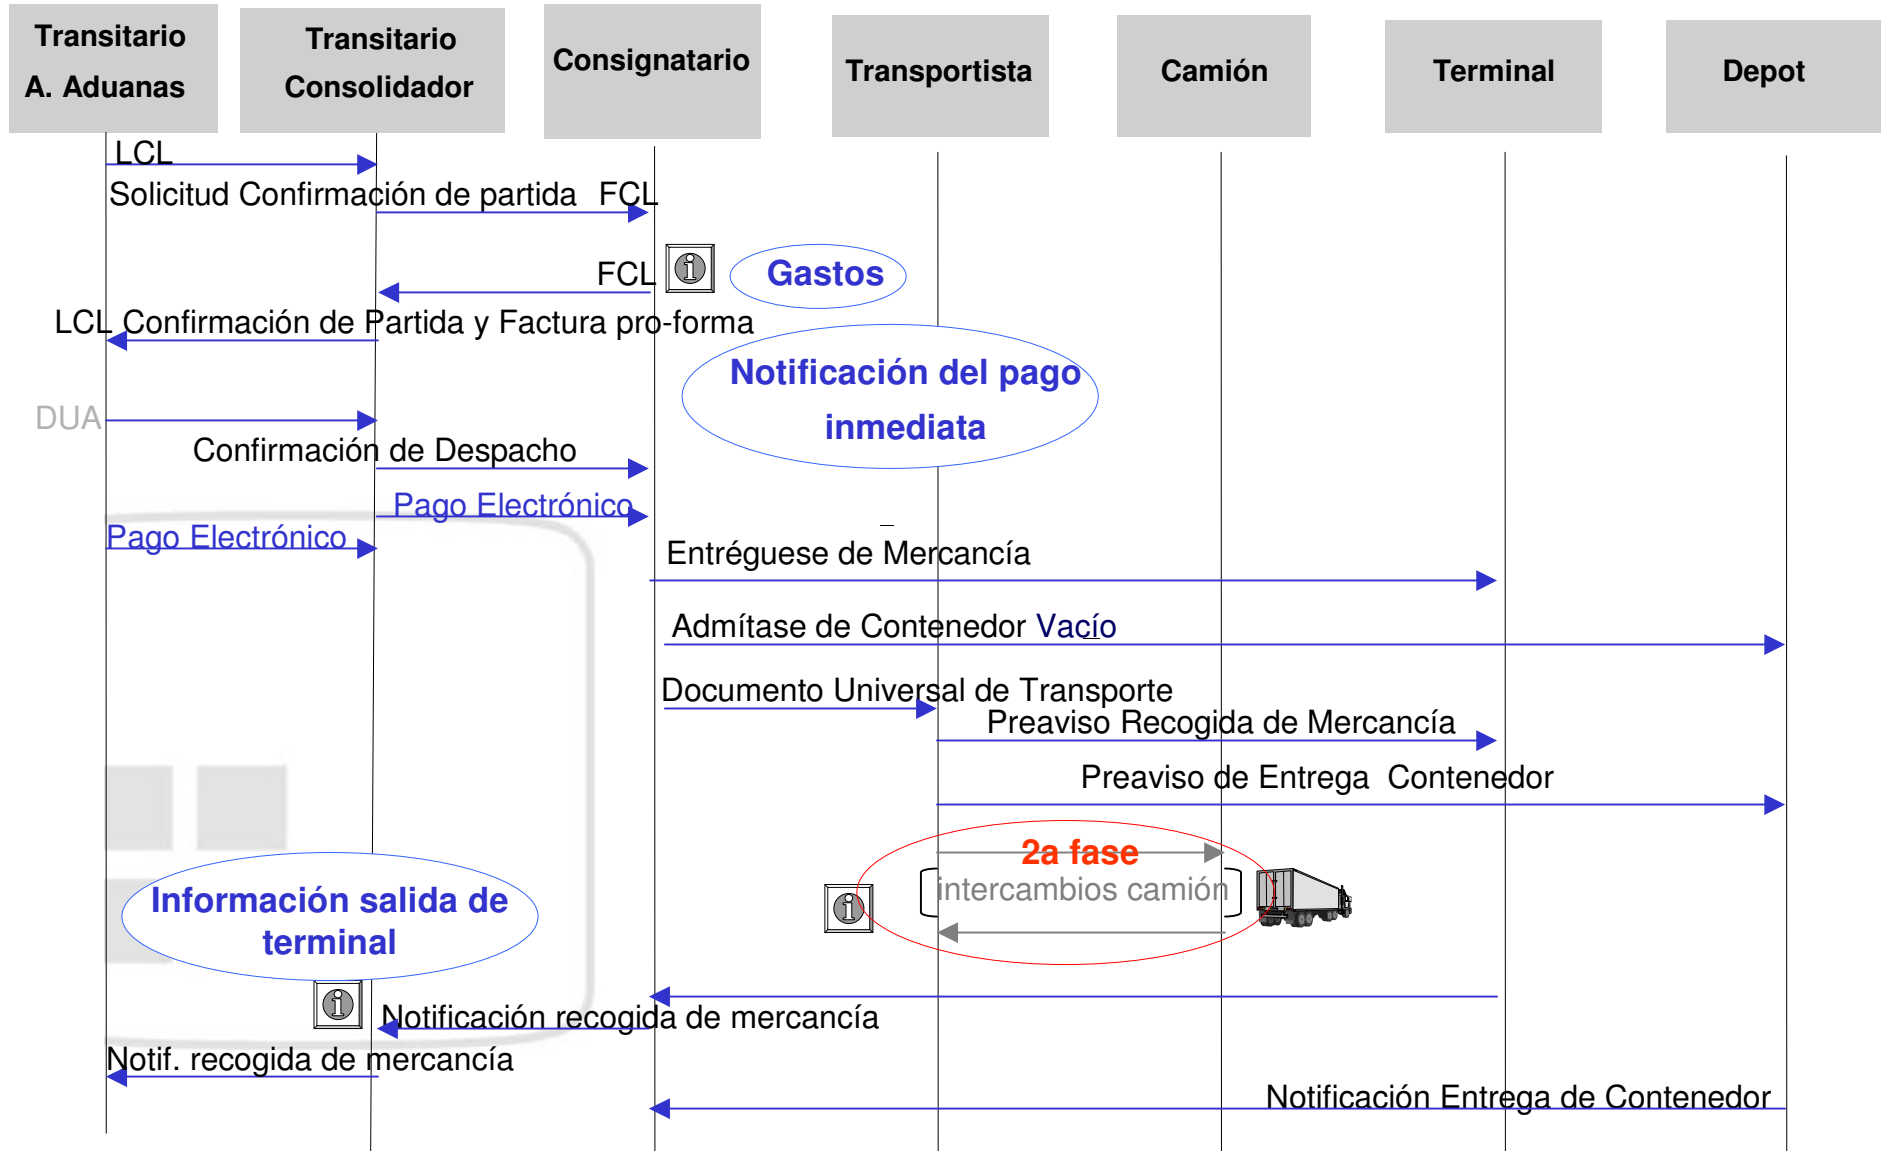 Transitario
A. Aduanas
Transitario
Consolidador
Consignatario
Transportista
Camión
Terminal
Depot
LCL
Solicitud Confirmación de partida FCL
FCL
Gastos
LCL Confirmación de Partida y Factura pro-forma
Notificación del pago
inmediata
DUA
Confirmación de Despacho
Pago Electrónico
Pago Electrónico
Entréguese de Mercancía
Admítase de Contenedor Vacío
Documento Universal de Transporte
Preaviso Recogida de Mercancía
Preaviso de Entrega Contenedor
2a fase
intercambios camión
Información salida de
terminal
Notificación recogida de mercancía
Notif. recogida de mercancía
Notificación Entrega de Contenedor